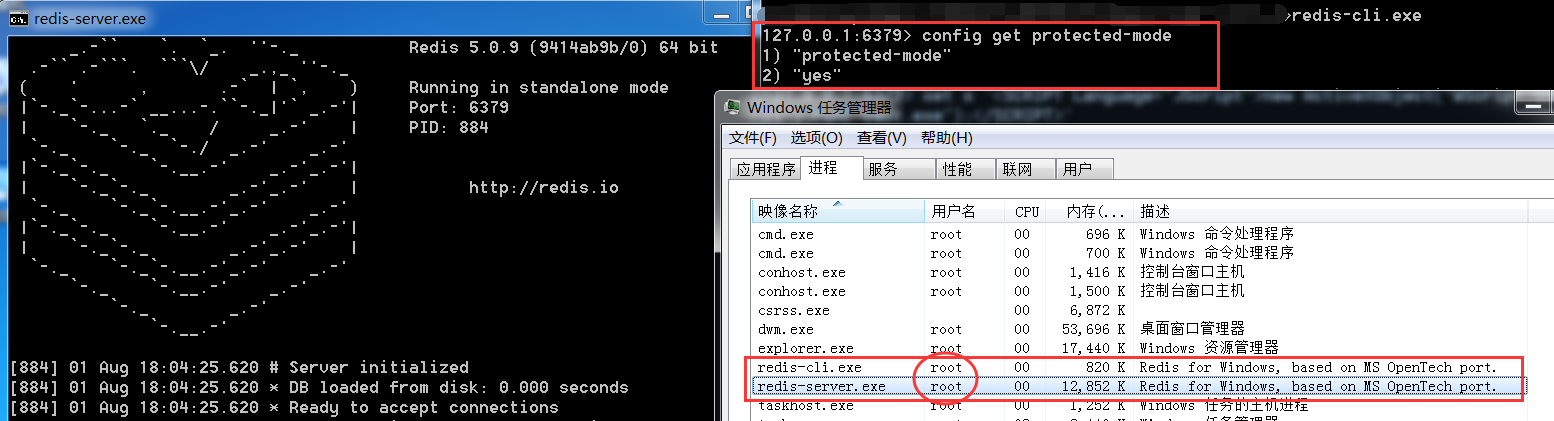 redis-server.exe
Redis 5.0.9 (9414ab9b/0) 64 bit
Running in standalone mode
Port: 6379
PID: 884
http://redis.io
[884] 01 Aug 18:04:25.620 # Server initialized
[884] 01 Aug 18:04:25.620 * DB loaded from disk: 0.000 seconds
[884] 01 Aug 18:04:25.620 * Ready to accept connections
>redis-cli.exe
127.0.0.1:6379> config get protected-mode
1) "protected-mode"
2) "yes"
Windows 任务管理器
文件(F) 选项(O) 查看(V) 帮助(H)
应用程序 进程 服务 性能 联网 用户
映像名称 用户名 CPU 内存(... 描述
cmd.exe root 00 696 K Windows 命令处理程序
cmd.exe root 00 700 K Windows 命令处理程序
conhost.exe root 00 1,416 K 控制台窗口主机
conhost.exe root 00 1,500 K 控制台窗口主机
csrss.exe 00 6,872 K
dwm.exe root 00 53,696 K 桌面窗口管理器
explorer.exe root 00 17,440 K Windows 资源管理器
redis-cli.exe root 00 820 K Redis for Windows, based on MS OpenTech port.
redis-server.exe root 00 12,852 K Redis for Windows, based on MS OpenTech port.
taskhost.exe root 00 1,252 K Windows 任务的主机进程